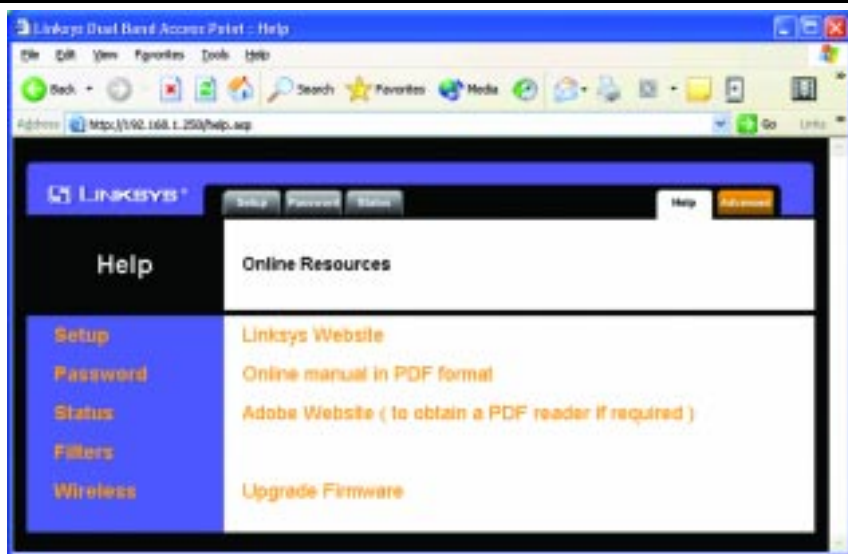 Linksys Dual Band Access Point : Help
File Edit View Favorites Tools Help
Back Search Favorites Media
Address http://192.168.1.250/help.asp Go Links
LINKSYS®
Setup Password Status Help Advanced
Help
Online Resources
Setup Linksys Website
Password Online manual in PDF format
Status Adobe Website ( to obtain a PDF reader if required )
Filters
Wireless Upgrade Firmware